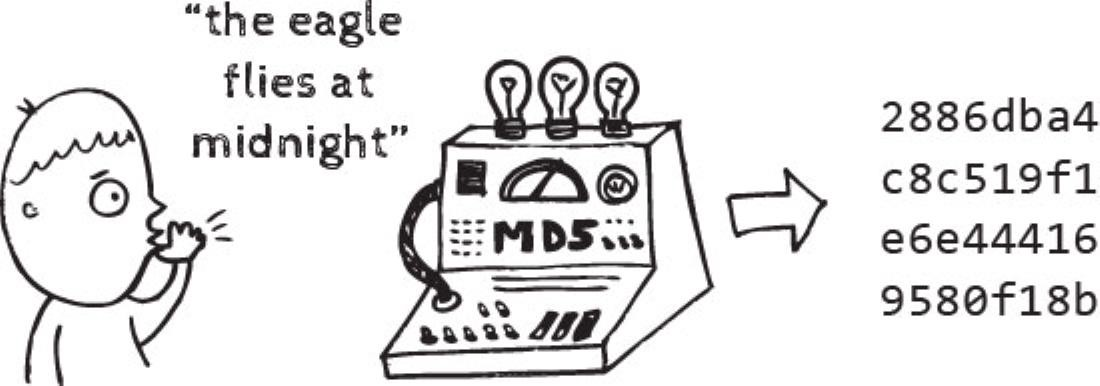 “the eagle
flies at
midnight”
MD5
2886dba4
c8c519f1
e6e44416
9580f18b